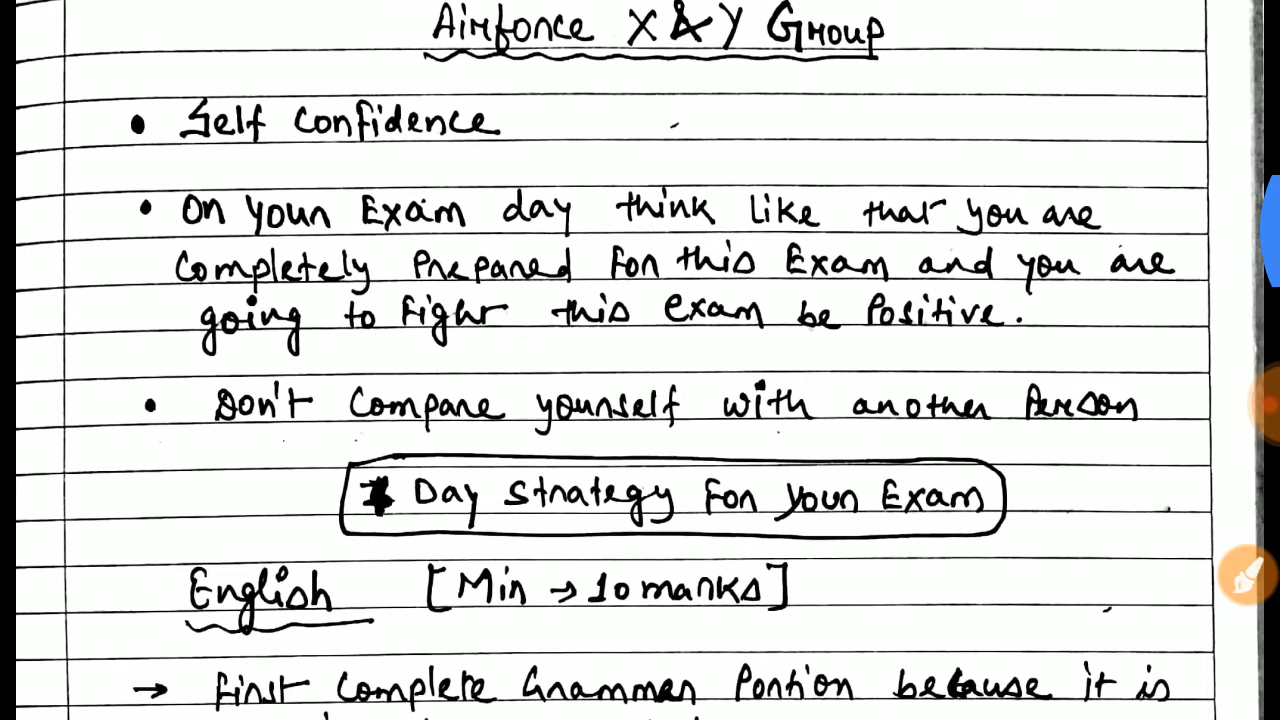 Airforce X & Y Group
• Self Confidence
• On your Exam day think like that you are
Completely Prepared For this Exam and you are
going to Fight this exam be Positive.
• Don't Compare yourself with another Person
Day Strategy For your Exam
English [Min → 10 marks]
→ First Complete Grammer Portion because it is